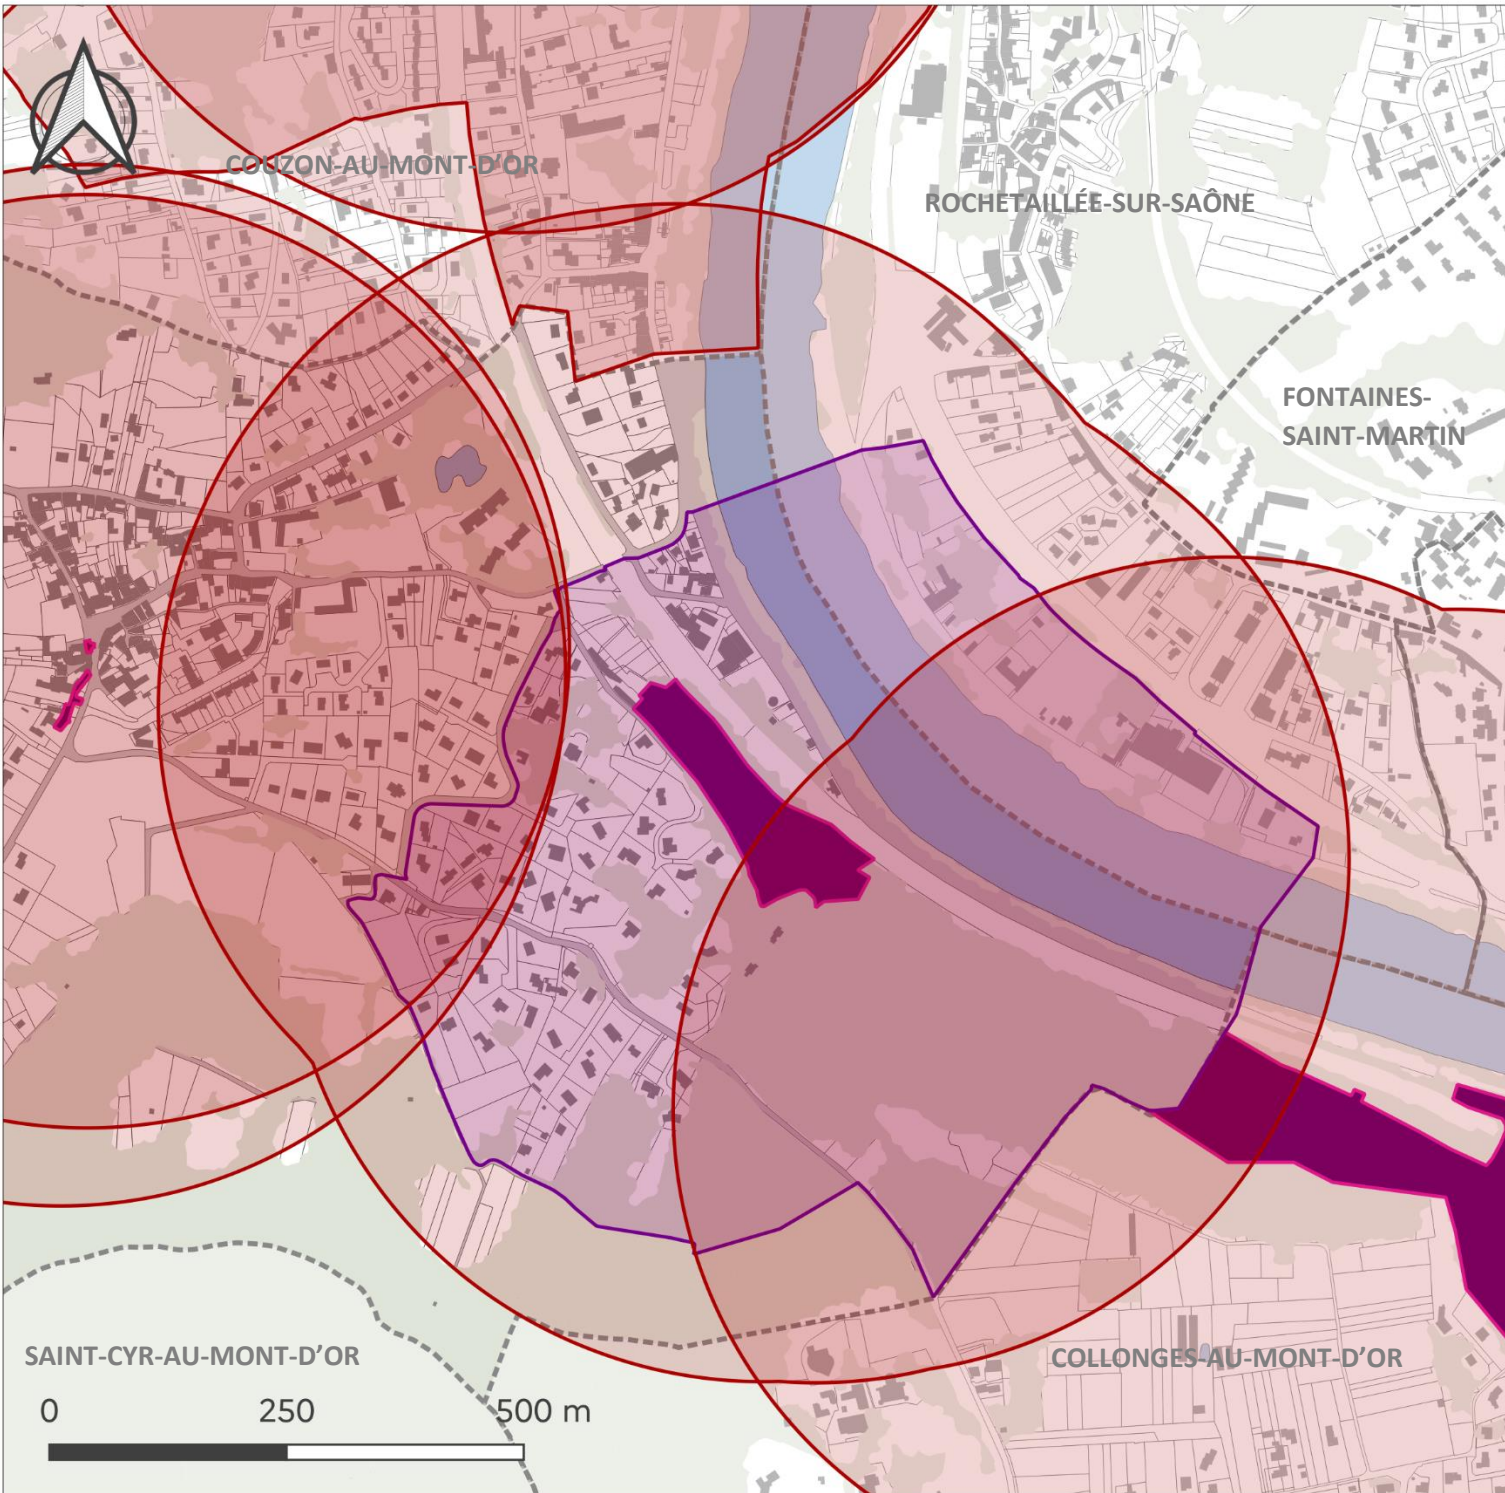 COUZON-AU-MONT-D'OR
ROCHETAILLÉE-SUR-SAÔNE
FONTAINES-
SAINT-MARTIN
SAINT-CYR-AU-MONT-D'OR
COLLONGES-AU-MONT-D'OR
0 250 500 m